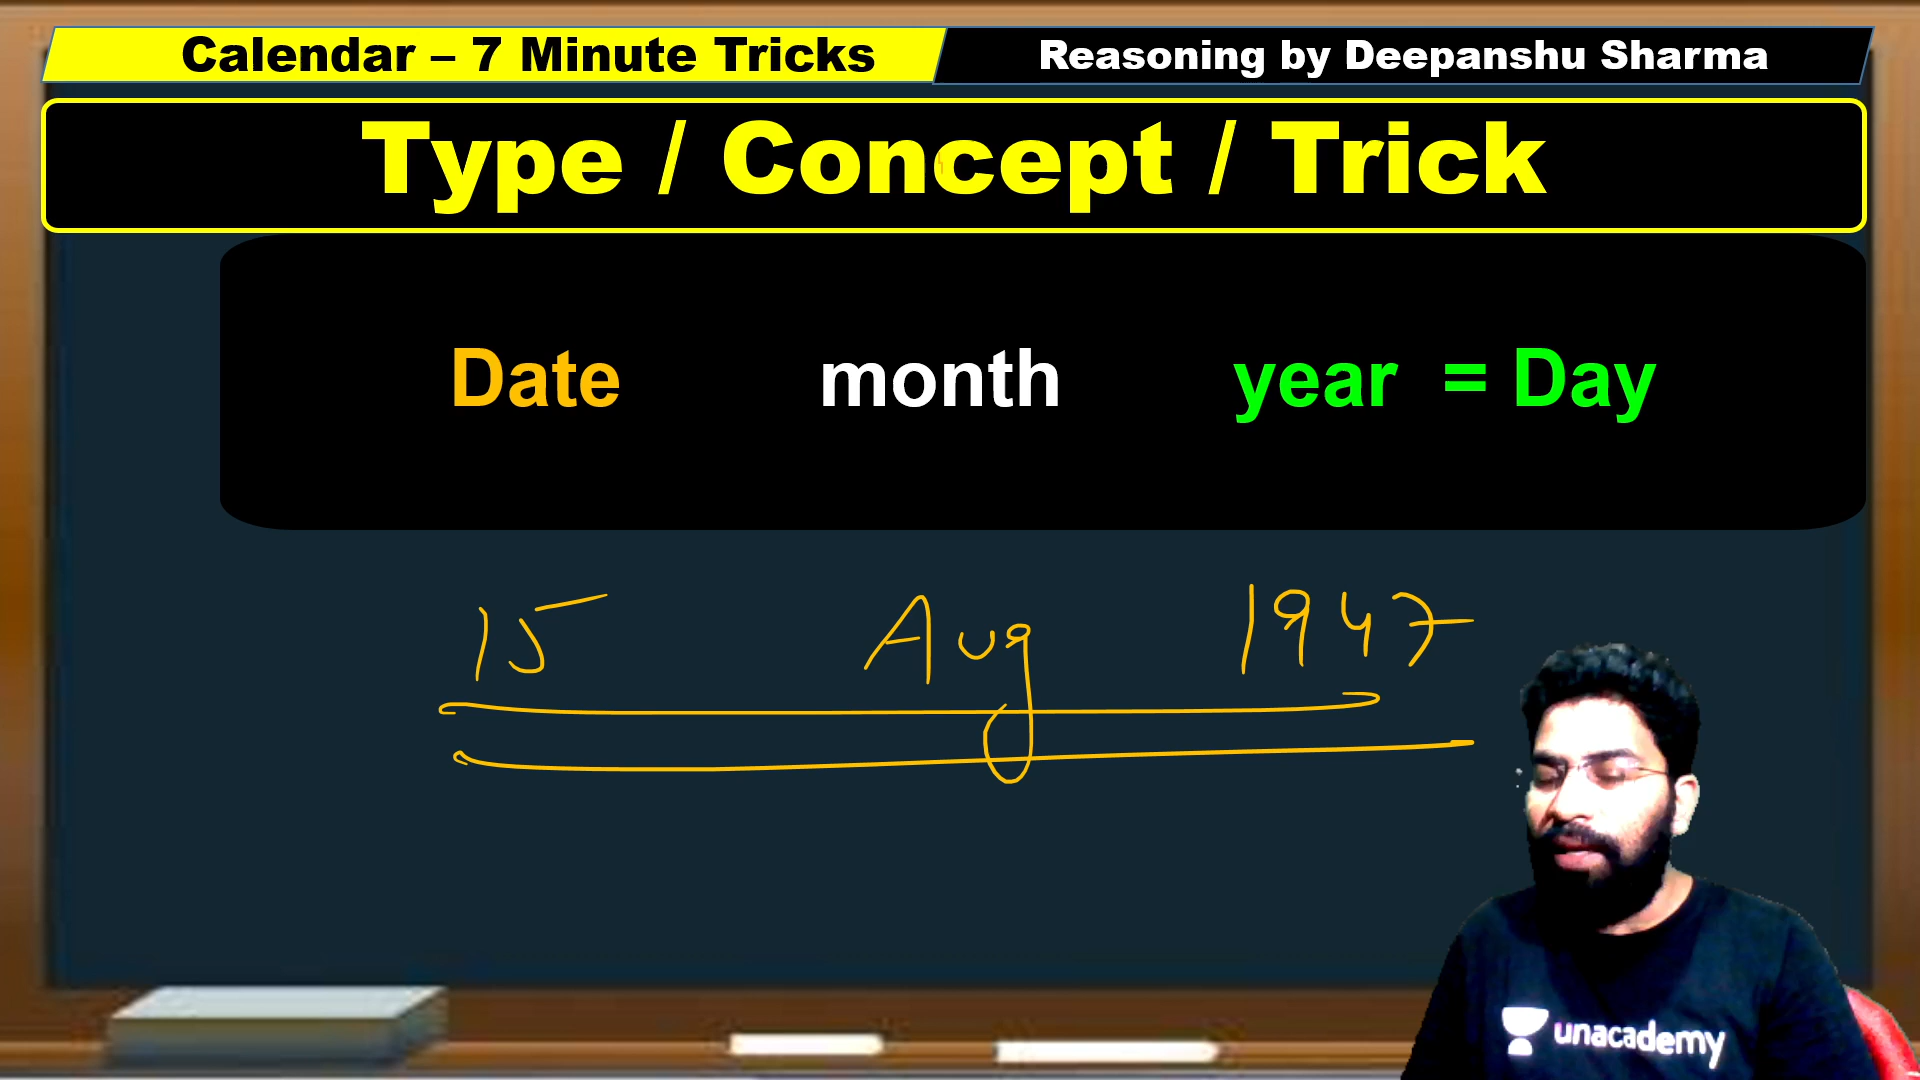 Calendar – 7 Minute Tricks
Reasoning by Deepanshu Sharma
Type / Concept / Trick
Date month year = Day
15 Aug 1947
unacademy